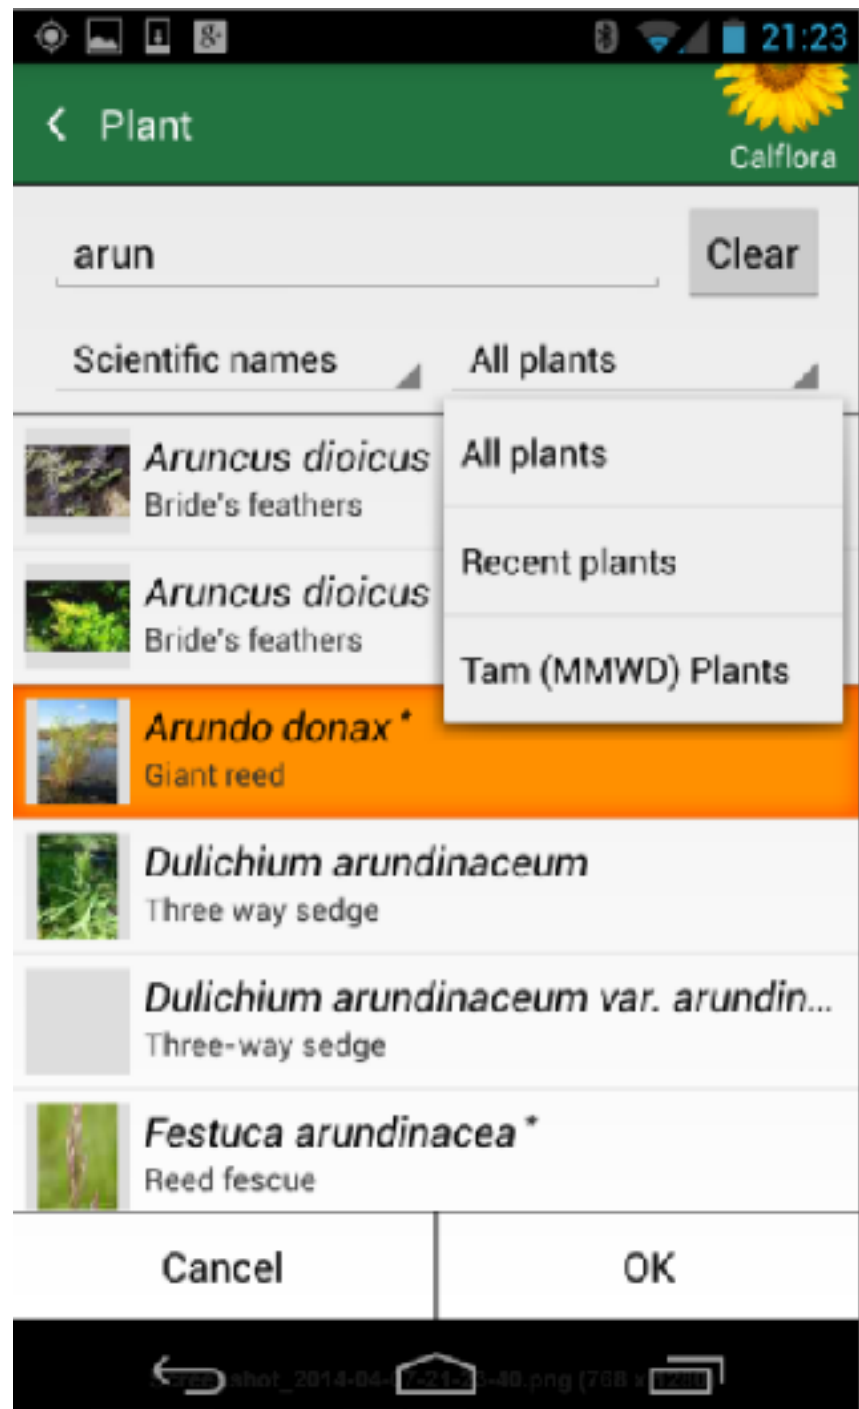 21:23
Plant
Calflora
arun
Clear
Scientific names
All plants
Aruncus dioicus
Bride's feathers
All plants
Recent plants
Tam (MMWD) Plants
Aruncus dioicus
Bride's feathers
Arundo donax*
Giant reed
Dulichium arundinaceum
Three way sedge
Dulichium arundinaceum var. arundin...
Three-way sedge
Festuca arundinacea*
Reed fescue
Cancel
OK